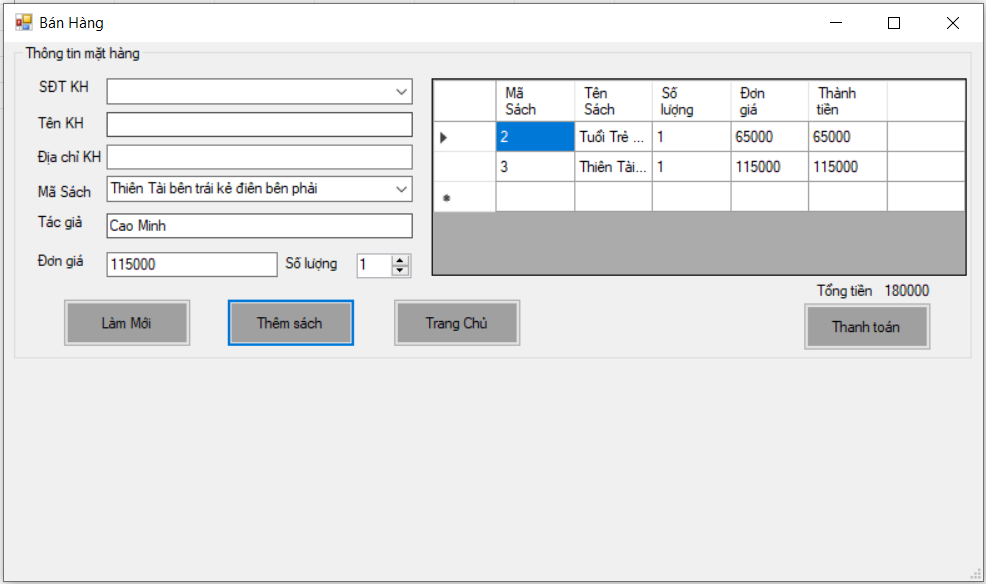 Bán Hàng
Thông tin mặt hàng
SĐT KH
Tên KH
Địa chỉ KH
Mã Sách Thiên Tài bên trái kẻ điên bên phải
Tác giả Cao Minh
Đơn giá 115000 Số lượng 1
Làm Mới Thêm sách Trang Chủ
Mã Sách Tên Sách Số lượng Đơn giá Thành tiền
2 Tuổi Trẻ ... 1 65000 65000
3 Thiên Tài... 1 115000 115000
Tổng tiền 180000
Thanh toán